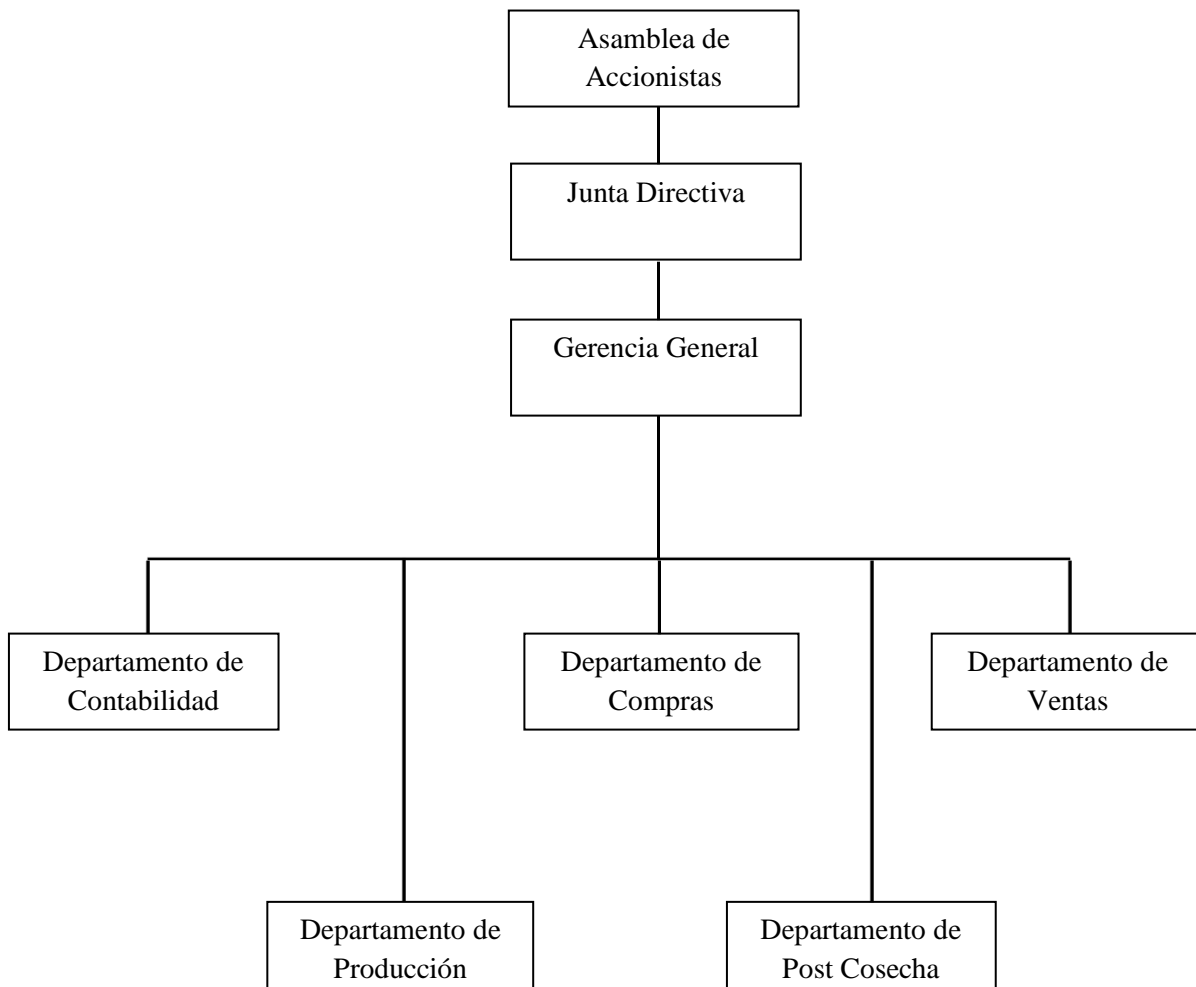 Asamblea de
Accionistas
Junta Directiva
Gerencia General
Departamento de
Contabilidad
Departamento de
Compras
Departamento de
Ventas
Departamento de
Producción
Departamento de
Post Cosecha